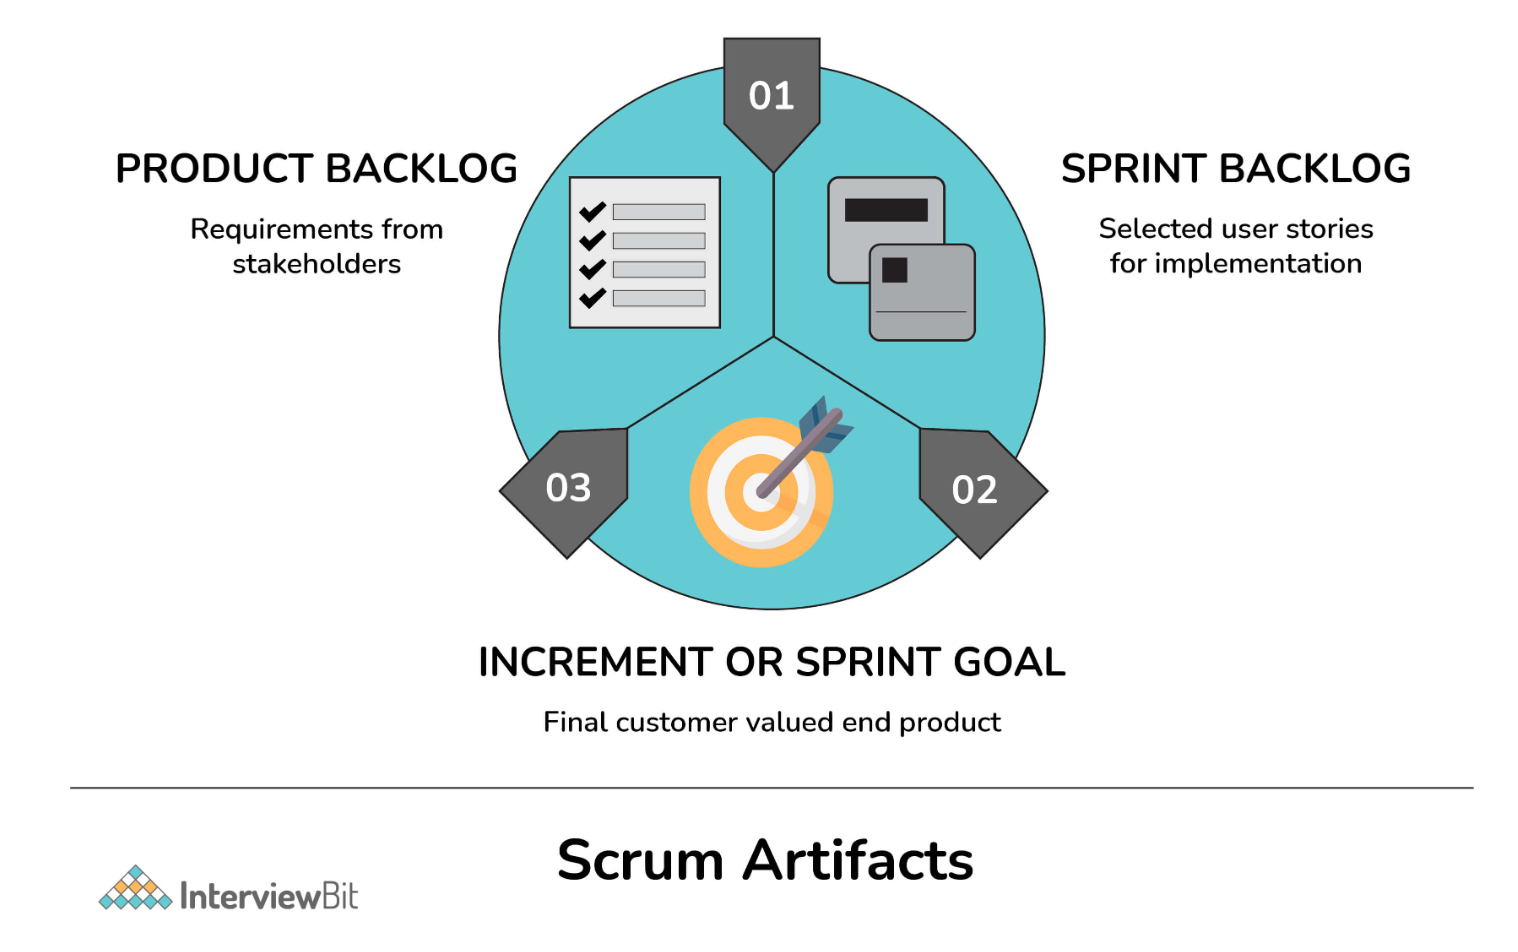 01
PRODUCT BACKLOG
Requirements from
stakeholders
SPRINT BACKLOG
Selected user stories
for implementation
03
02
INCREMENT OR SPRINT GOAL
Final customer valued end product
Scrum Artifacts
InterviewBit